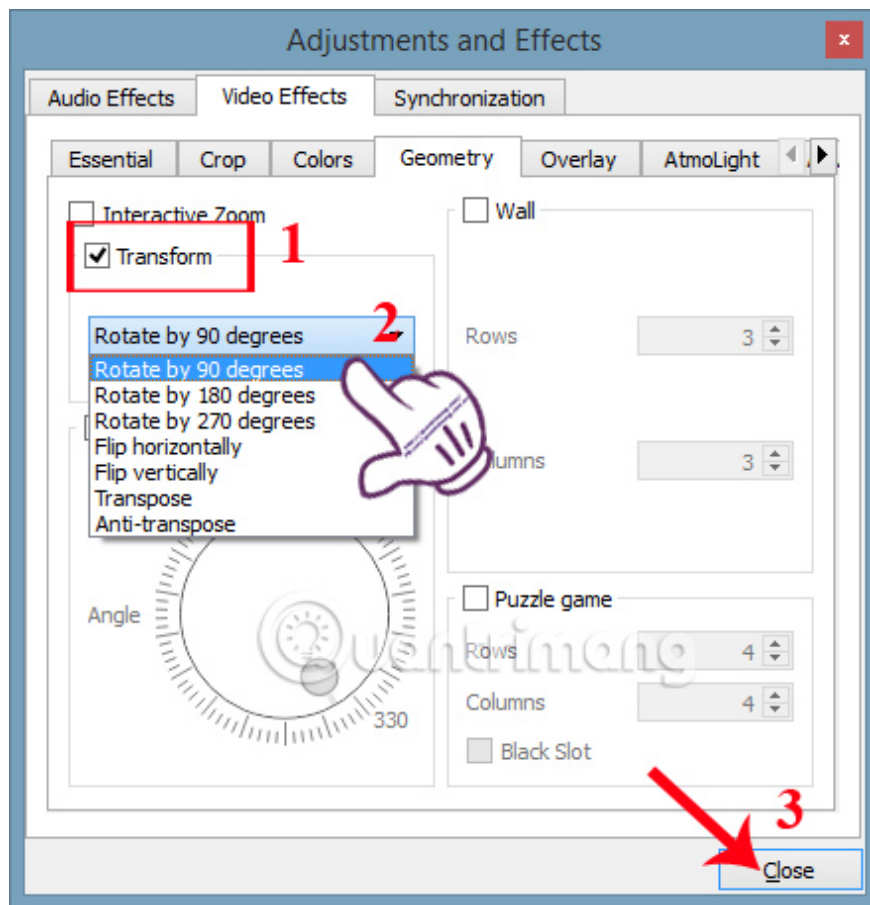 Adjustments and Effects
x
Audio Effects Video Effects Synchronization
Essential Crop Colors Geometry Overlay AtmoLight
Interactive Zoom
Transform
1
Rotate by 90 degrees
2
Rotate by 90 degrees
Rotate by 180 degrees
Rotate by 270 degrees
Flip horizontally
Flip vertically
Transpose
Anti-transpose
Angle
330
Wall
Rows 3
3
Puzzle game
Rows 4
Columns 4
Black Slot
Quantrimang
3
Close